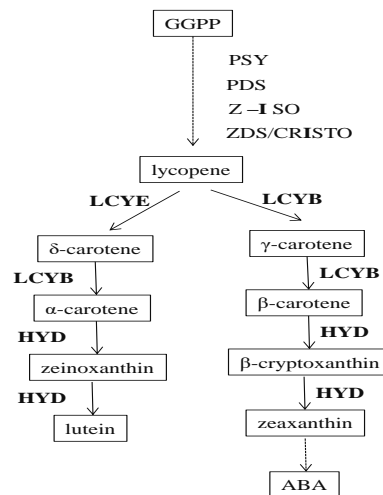 GGPP
PSY
PDS
Z –I SO
ZDS/CRISTO
lycopene
LCYE LCYB
δ-carotene γ-carotene
LCYB LCYB
α-carotene β-carotene
HYD HYD
zeinoxanthin β-cryptoxanthin
HYD HYD
lutein zeaxanthin
ABA